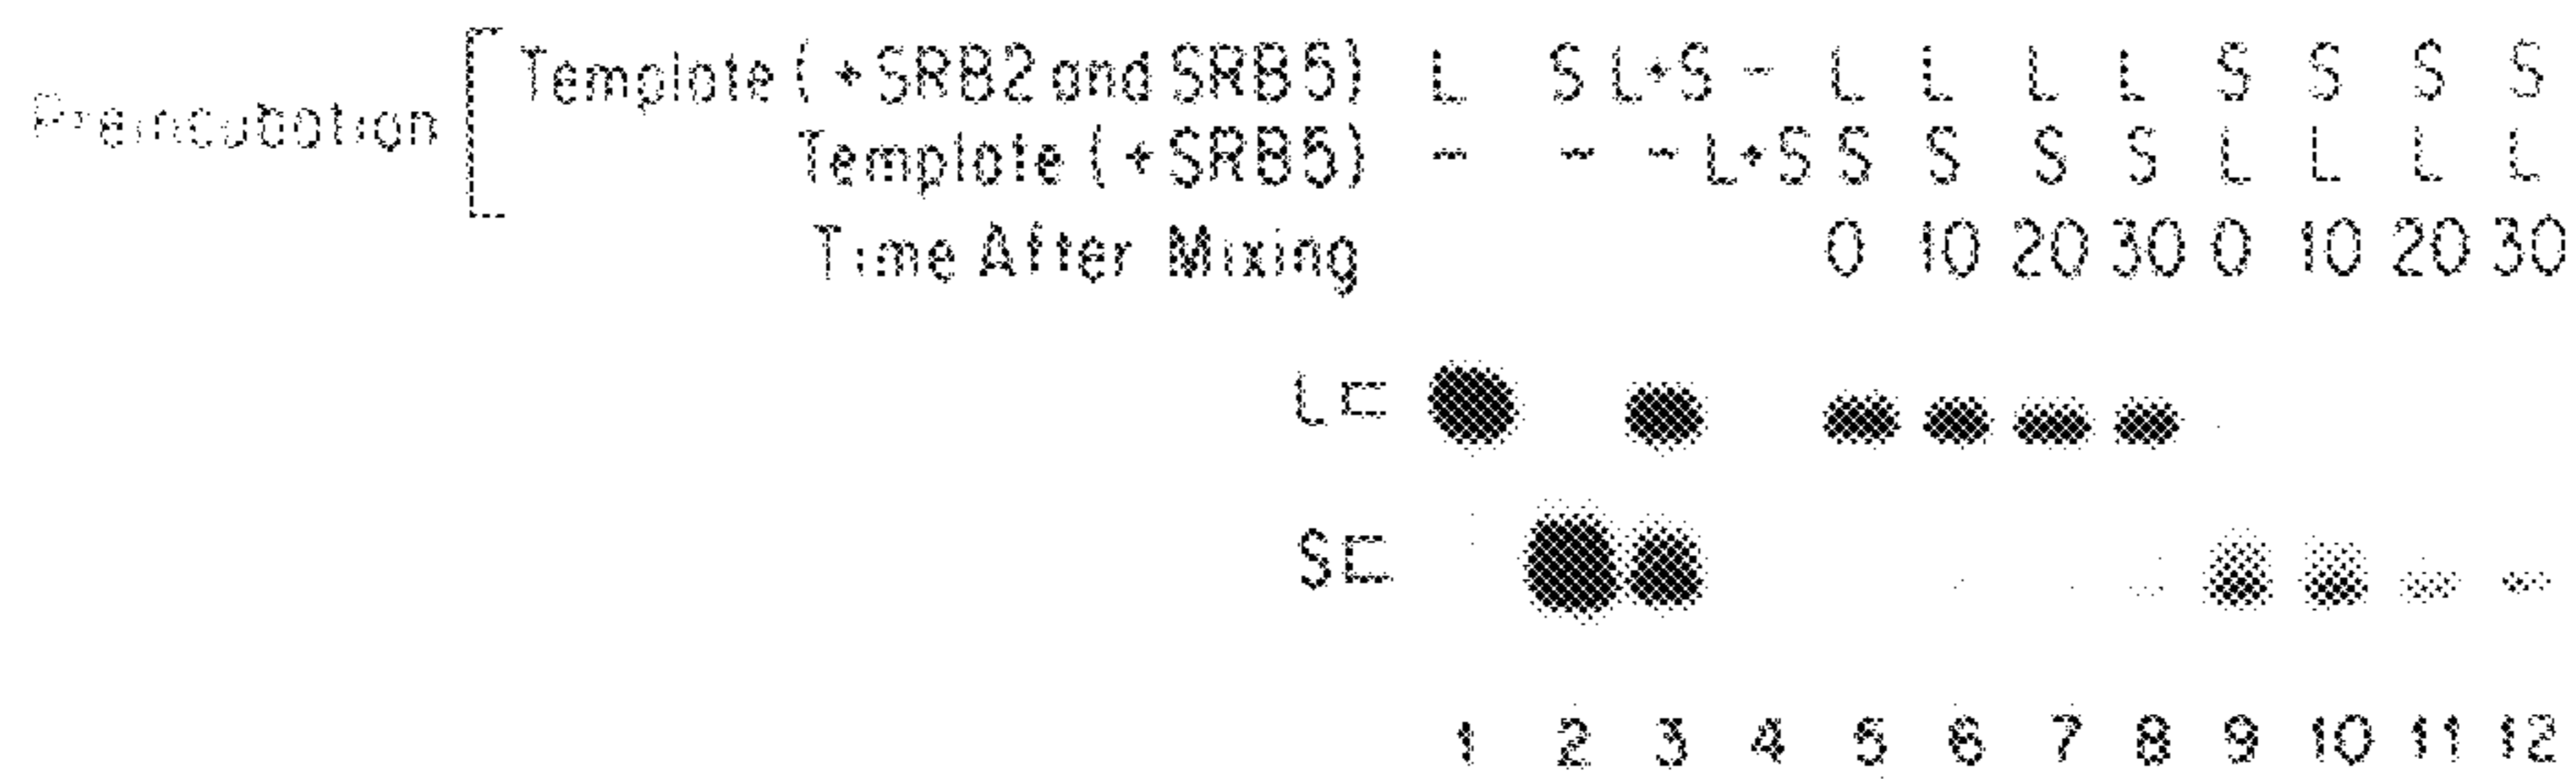 Template (+SRB2 and SRB5) L S L+S - L L L L S S S S
Preincubation
Template (+SRB5) - - - L+S S S S S L L L L
Time After Mixing 0 10 20 30 0 10 20 30
L
S
1 2 3 4 5 6 7 8 9 10 11 12